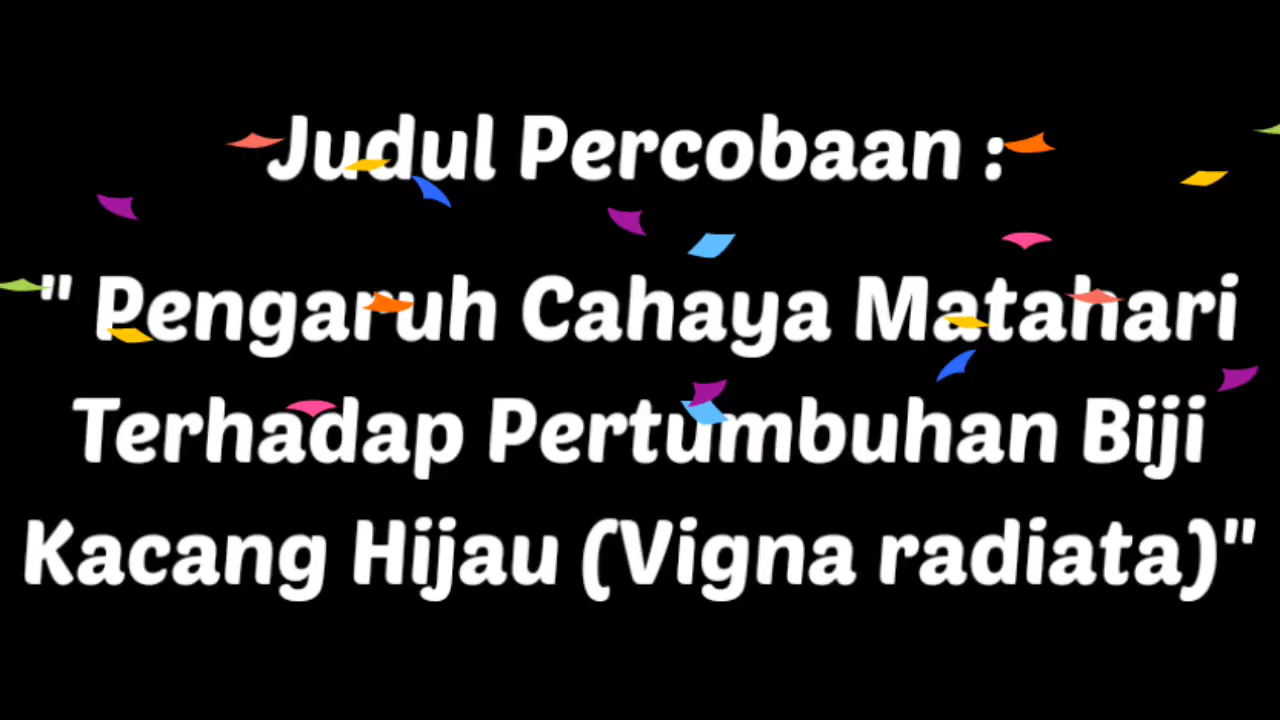 Judul Percobaan :
" Pengaruh Cahaya Matahari
Terhadap Pertumbuhan Biji
Kacang Hijau (Vigna radiata)"